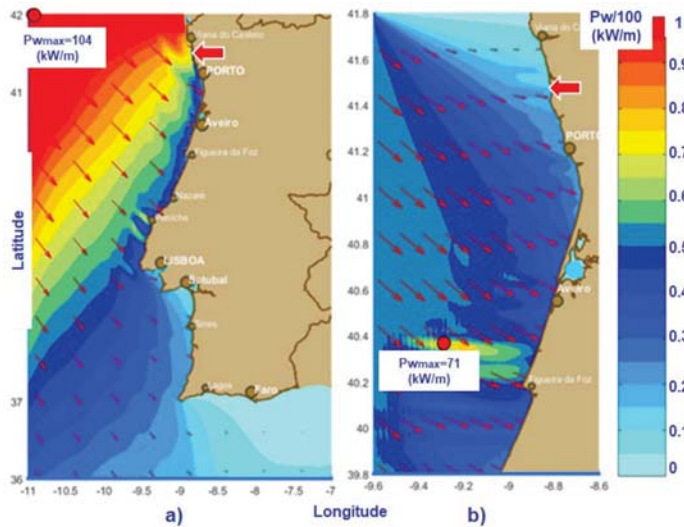 42
Pwmax=104
(kW/m)
Viana do Castelo
PORTO
41
Aveiro
Figueira da Foz
Nazaré
Peniche
LISBOA
Setubal
Sines
Lagos
Faro
37
36
Latitude
-11 -10.5 -10 -9.5 -9 -8.5 -8 -7.5 -7
a)
Longitude
41.8
41.6
41.4
41.2
41
40.8
40.6
40.4
40.2
40
39.8
Viana do C
PORTO
Aveiro
Pwmax=71
(kW/m)
Figueira da Foz
-9.6 -9.4 -9.2 -9 -8.8 -8.6
b)
Pw/100
(kW/m)
1
0.9
0.8
0.7
0.6
0.5
0.4
0.3
0.2
0.1
0